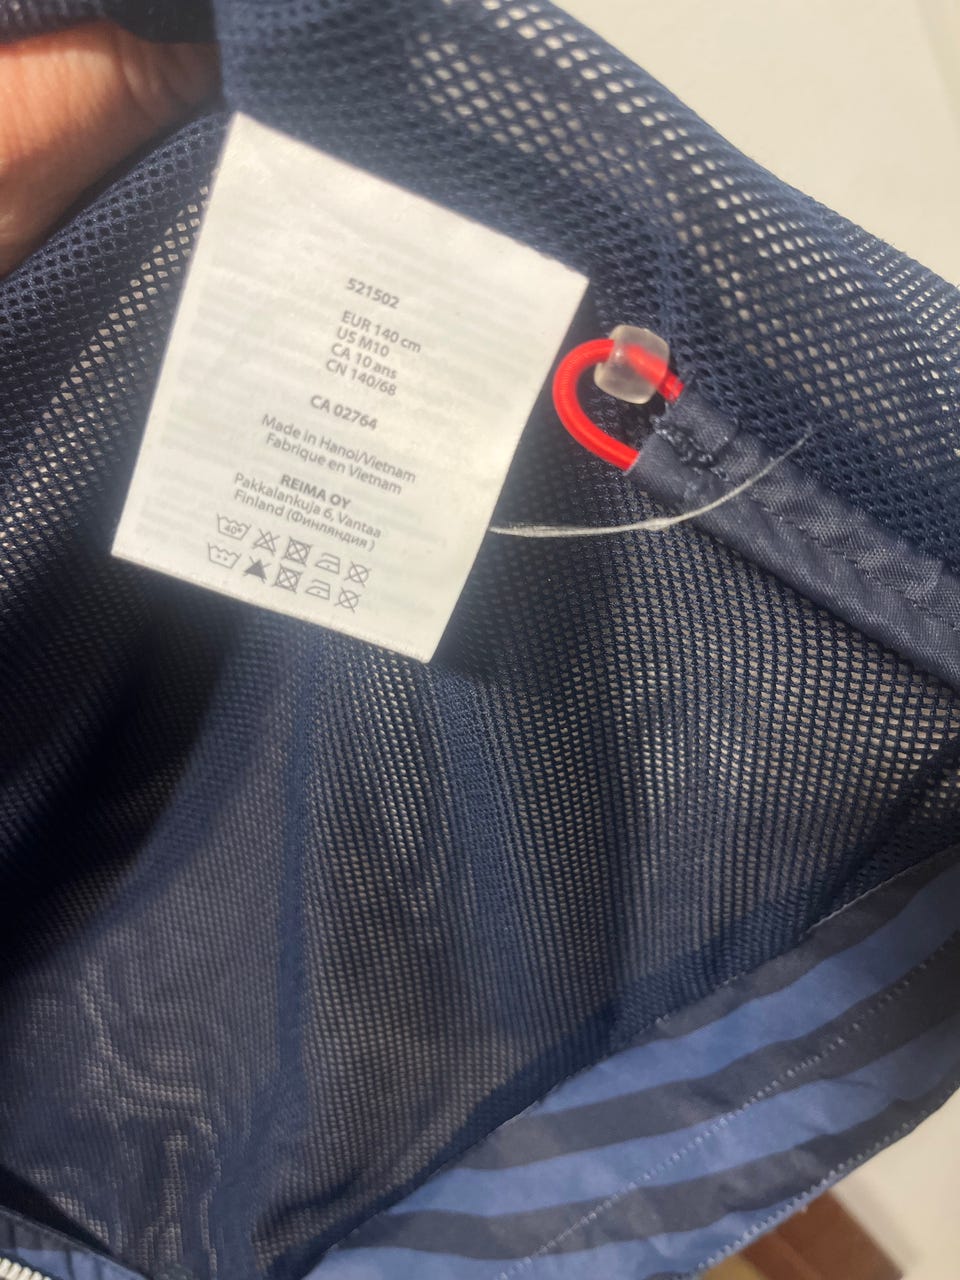 521502
EUR 140 cm
US M10
CA 10 ans
CN 140/68
CA 02764
Made in Hanoi/Vietnam
Fabrique en Vietnam
REIMA OY
Pakkalankuja 6, Vantaa
Finland (Финляндия)
40°